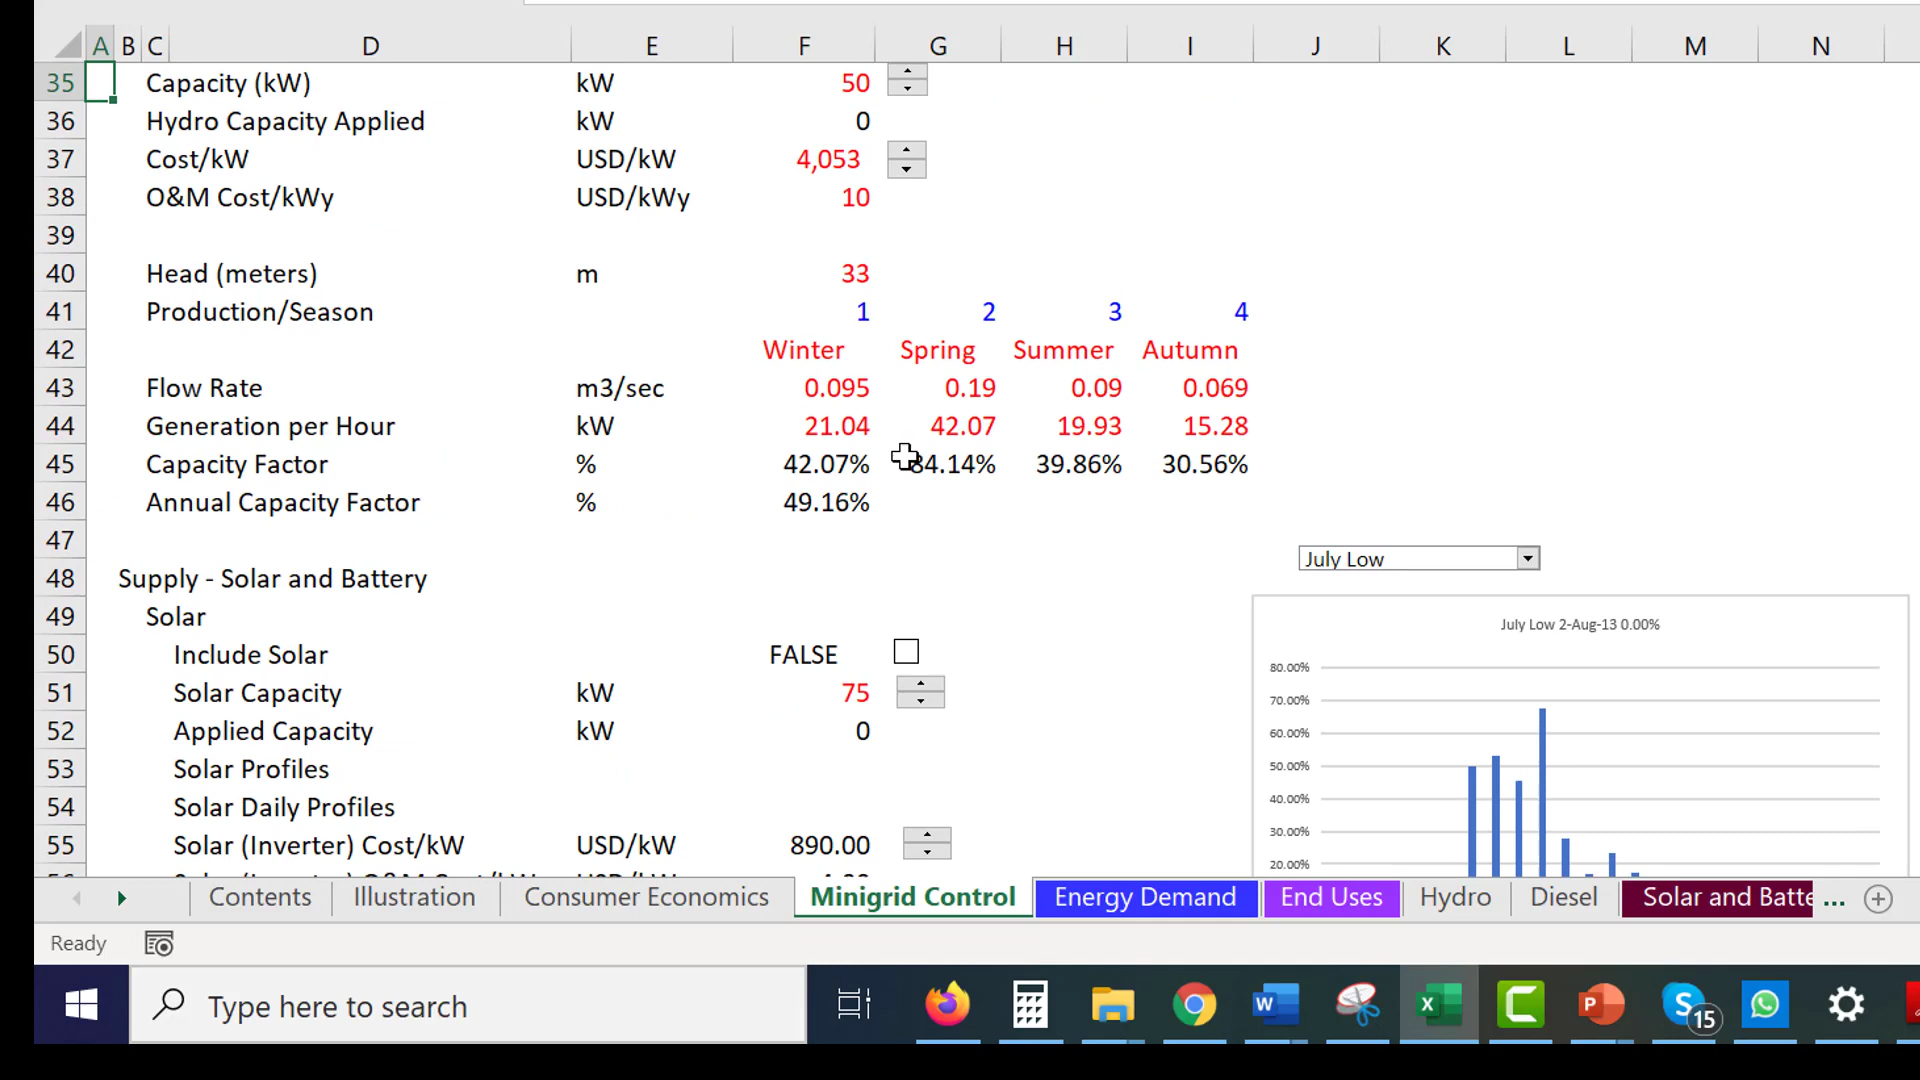 A B C D E F G H I J K L M N
35 Capacity (kW) kW 50
36 Hydro Capacity Applied kW 0
37 Cost/kW USD/kW 4,053
38 O&M Cost/kWy USD/kWy 10
39
40 Head (meters) m 33
41 Production/Season 1 2 3 4
42 Winter Spring Summer Autumn
43 Flow Rate m3/sec 0.095 0.19 0.09 0.069
44 Generation per Hour kW 21.04 42.07 19.93 15.28
45 Capacity Factor % 42.07% 84.14% 39.86% 30.56%
46 Annual Capacity Factor % 49.16%
47
July Low
48 Supply - Solar and Battery
49 Solar
July Low 2-Aug-13 0.00%
50 Include Solar FALSE
80.00%
51 Solar Capacity kW 75
70.00%
52 Applied Capacity kW 0
60.00%
53 Solar Profiles
50.00%
54 Solar Daily Profiles
40.00%
55 Solar (Inverter) Cost/kW USD/kW 890.00
30.00%
20.00%
Contents Illustration Consumer Economics Minigrid Control Energy Demand End Uses Hydro Diesel Solar and Batte ...
Ready
Type here to search
W X C P S 15